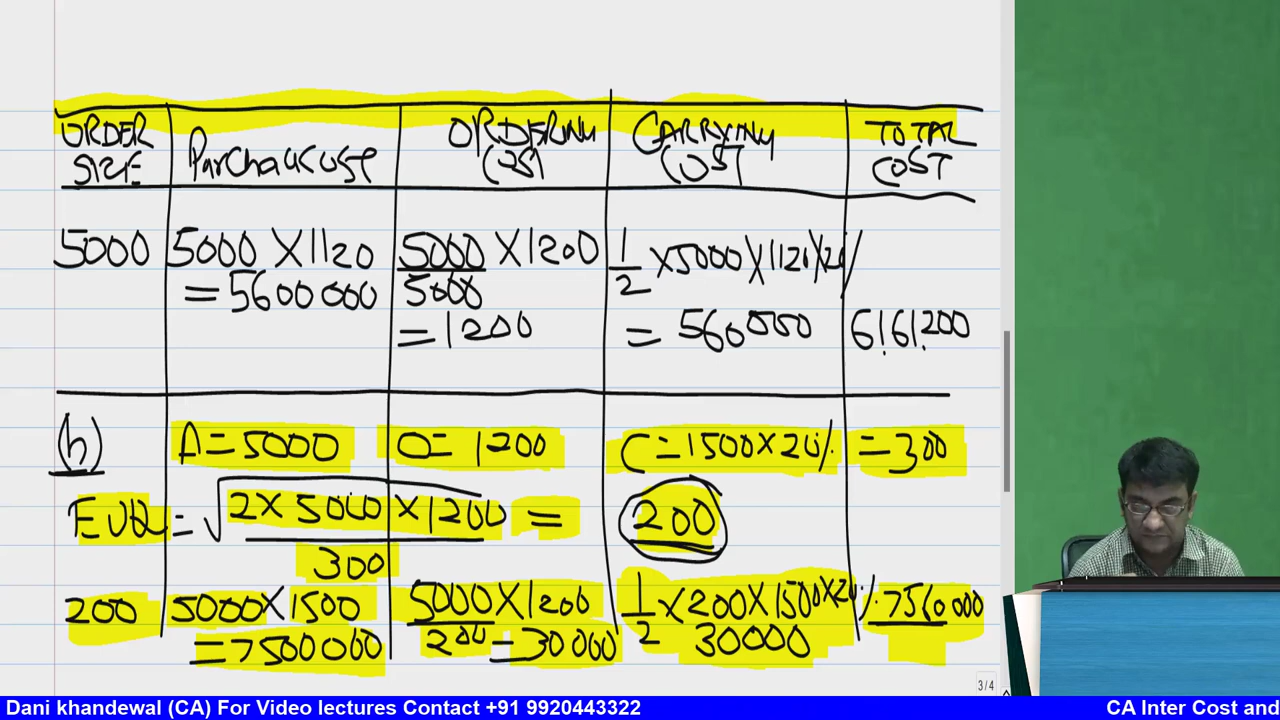 ORDER SIZE Purchase cost ORDERING COST CARRYING COST TOTAL COST
5000 5000 X 1120 5000 X 1200 1/2 X 5000 X 1120 X 20%
= 5600000 5000
= 1200 = 560000 6,161,200
(b) A = 5000 O = 1200 C = 1500 X 20% = 300
EOQ = √ 2 X 5000 X 1200 = 200
300
200 5000 X 1500 5000 X 1200 1/2 X 200 X 1500 X 20% 7560000
= 7500000 200 = 30000 30000
3/4
Dani khandewal (CA) For Video lectures Contact +91 9920443322 CA Inter Cost and